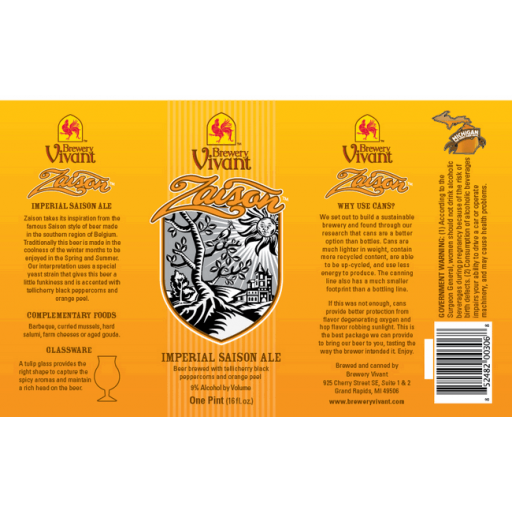 Brewery
Vivant
Zaison™
IMPERIAL SAISON ALE
Zaison takes its inspiration from the
famous Saison style of beer made
in the southern region of Belgium.
Traditionally this beer is made in the
coolness of the winter months to be
enjoyed in the Spring and Summer.
Our interpretation uses a special
yeast strain that gives this beer a
little funkiness and is accented with
tellicherry black peppercorns and
orange peel.
COMPLEMENTARY FOODS
Barbeque, curried mussels, hard
salami, farm cheeses or aged gouda.
GLASSWARE
A tulip glass provides the
right shape to capture the
spicy aromas and maintain
a rich head on the beer.
Brewery
Vivant
Zaison™
IMPERIAL SAISON ALE
Beer brewed with tellicherry black
peppercorns and orange peel
9% Alcohol by Volume
One Pint (16fl.oz.)
Brewery
Vivant
Zaison™
WHY USE CANS?
We set out to build a sustainable
brewery and found through our
research that cans are a better
option than bottles. Cans are
much lighter in weight, contain
more recycled content, are able
to be up-cycled, and use less
energy to produce. The canning
line also has a much smaller
footprint than a bottling line.
If this was not enough, cans
provide better protection from
flavor degenerating oxygen and
hop flavor robbing sunlight. This is
the best package we can provide
to bring our beer to you, tasting the
way the brewer intended it. Enjoy.
Brewed and canned by
Brewery Vivant
925 Cherry Street SE, Suite 1 & 2
Grand Rapids, MI 49506
www.breweryvivant.com
MICHIGAN
GOVERNMENT WARNING: (1) According to the
Surgeon General, women should not drink alcoholic
beverages during pregnancy because of the risk of
birth defects. (2) Consumption of alcoholic beverages
impairs your ability to drive a car or operate
machinery, and may cause health problems.
52482 00306